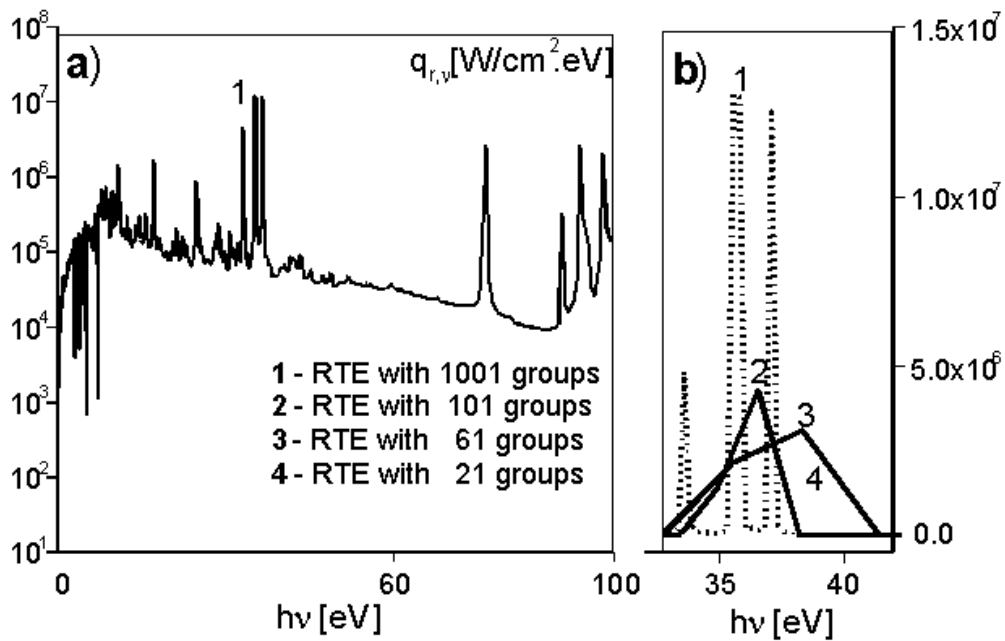 a)
q_{r,ν}[W/cm^2.eV]
1
10^8
10^7
10^6
10^5
10^4
10^3
10^2
10^1
1 - RTE with 1001 groups
2 - RTE with 101 groups
3 - RTE with 61 groups
4 - RTE with 21 groups
0 60 100
hν [eV]
b)
1
2
3
4
1.5x10^7
1.0x10^7
5.0x10^6
0.0
35 40
hν [eV]